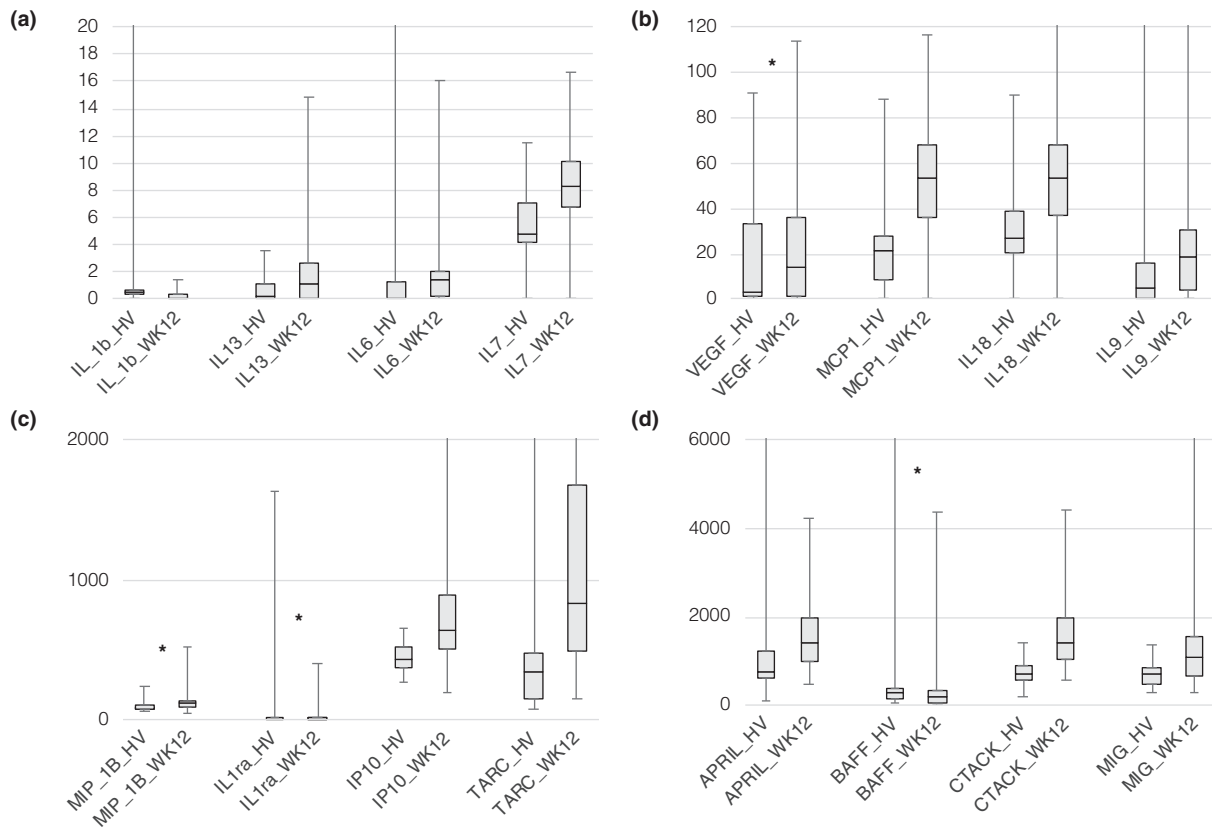 (a)
20
18
16
14
12
10
8
6
4
2
0
IL_1b_HV
IL_1b_WK12
IL13_HV
IL13_WK12
IL6_HV
IL6_WK12
IL7_HV
IL7_WK12
(b)
120
100
80
60
40
20
0
*
VEGF_HV
VEGF_WK12
MCP1_HV
MCP1_WK12
IL18_HV
IL18_WK12
IL9_HV
IL9_WK12
(c)
2000
1000
0
*
*
MIP_1B_HV
MIP_1B_WK12
IL1ra_HV
IL1ra_WK12
IP10_HV
IP10_WK12
TARC_HV
TARC_WK12
(d)
6000
4000
2000
0
*
APRIL_HV
APRIL_WK12
BAFF_HV
BAFF_WK12
CTACK_HV
CTACK_WK12
MIG_HV
MIG_WK12